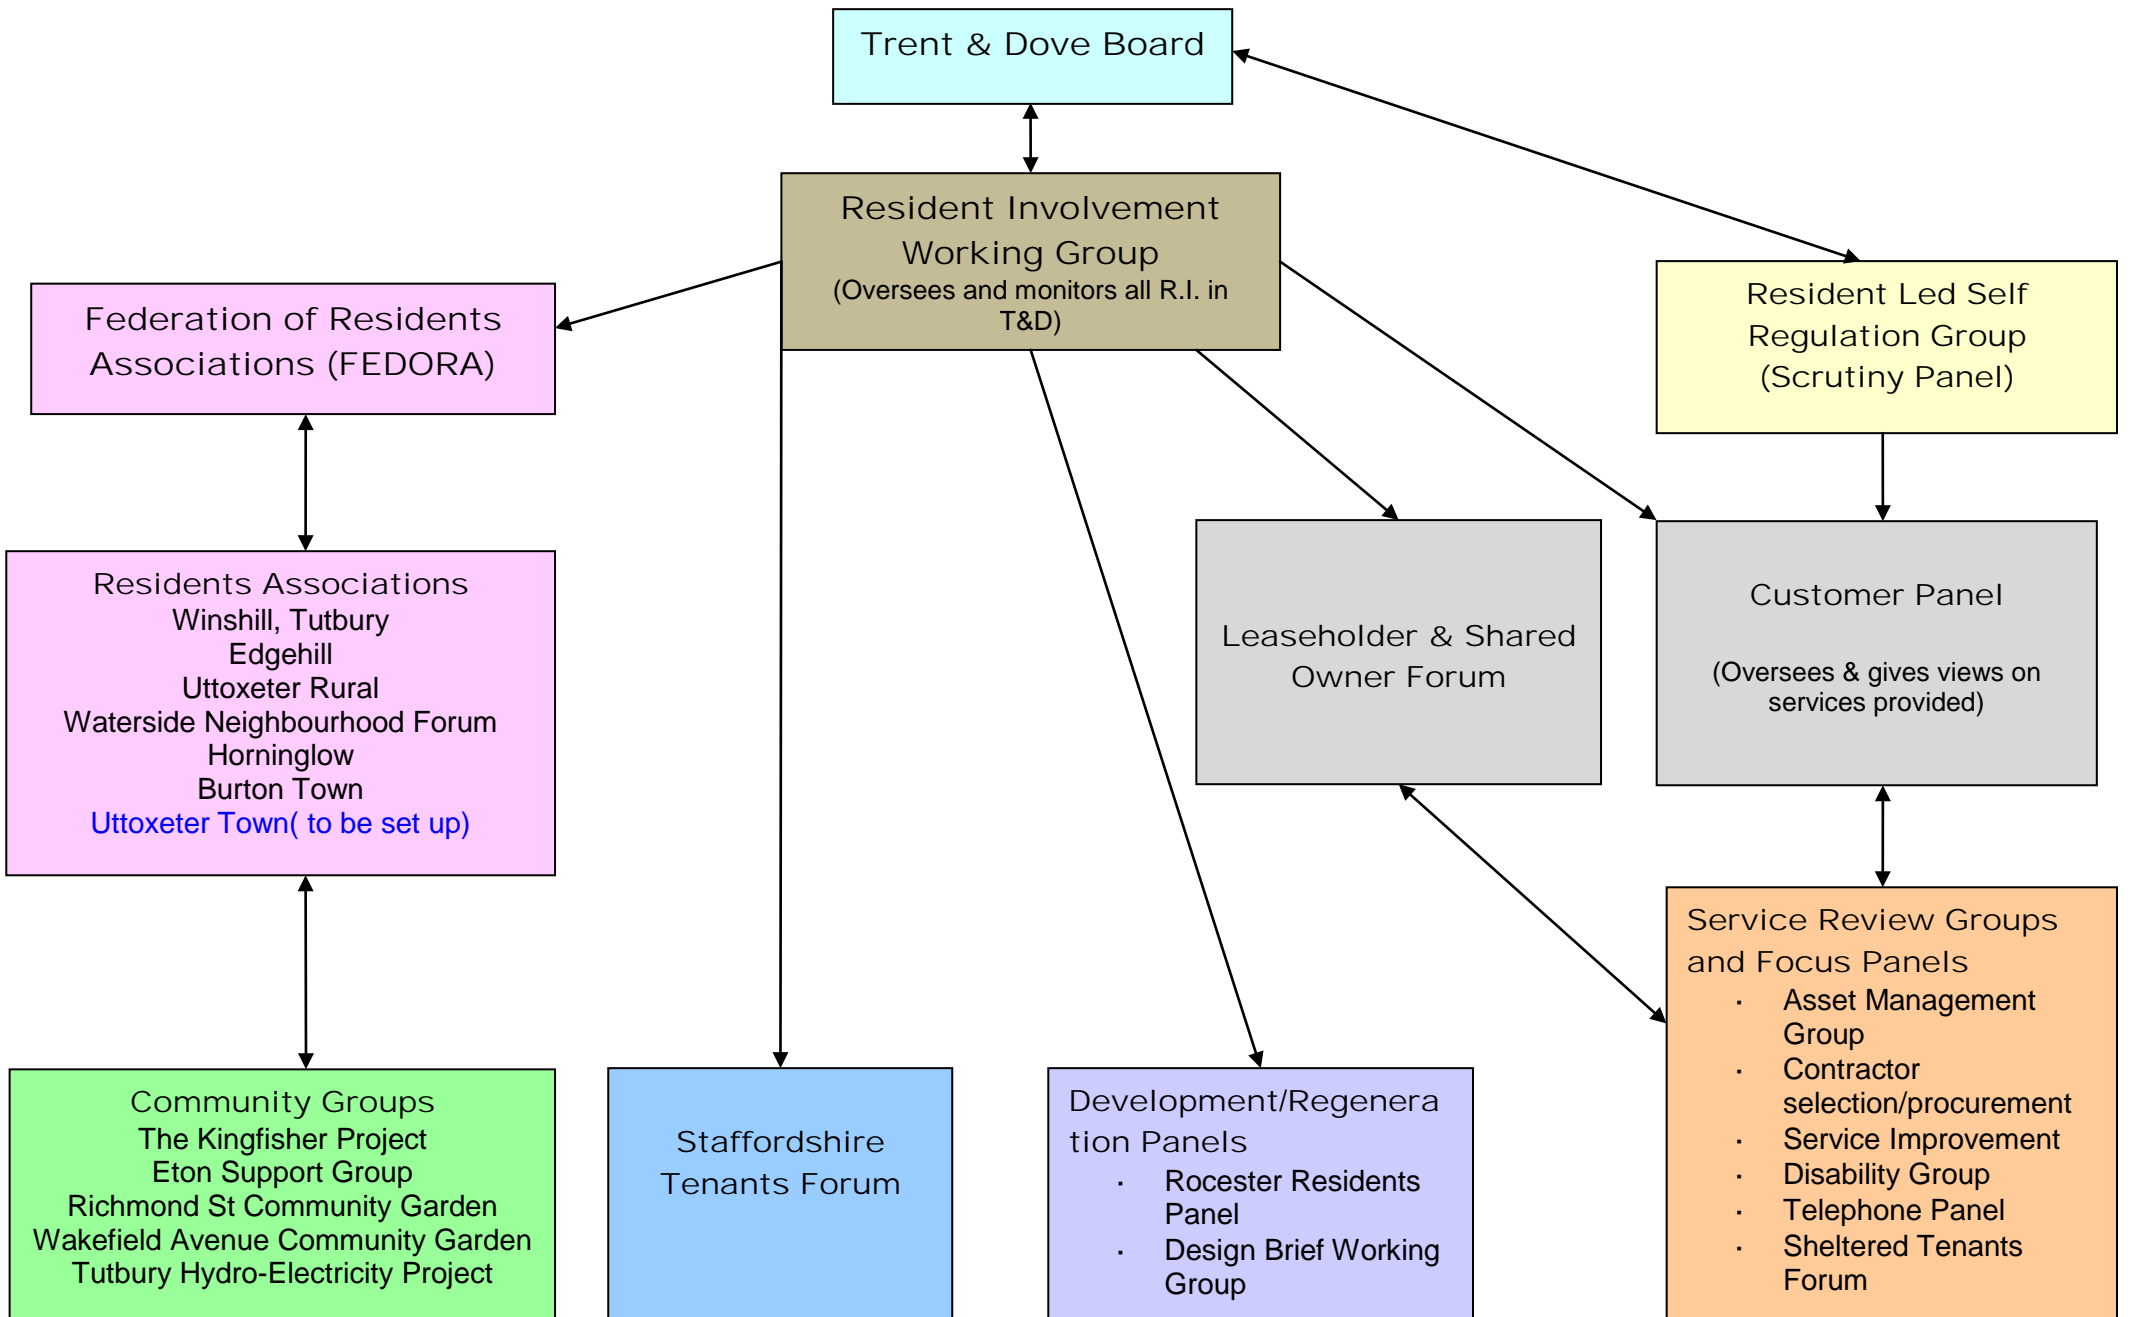 Trent & Dove Board
Resident Involvement
Working Group
(Oversees and monitors all R.I. in
T&D)
Federation of Residents
Associations (FEDORA)
Resident Led Self
Regulation Group
(Scrutiny Panel)
Residents Associations
Winshill, Tutbury
Edgehill
Uttoxeter Rural
Waterside Neighbourhood Forum
Horninglow
Burton Town
Uttoxeter Town( to be set up)
Leaseholder & Shared
Owner Forum
Customer Panel
(Oversees & gives views on
services provided)
Community Groups
The Kingfisher Project
Eton Support Group
Richmond St Community Garden
Wakefield Avenue Community Garden
Tutbury Hydro-Electricity Project
Staffordshire
Tenants Forum
Development/Regenera
tion Panels
· Rocester Residents
Panel
· Design Brief Working
Group
Service Review Groups
and Focus Panels
· Asset Management
Group
· Contractor
selection/procurement
· Service Improvement
· Disability Group
· Telephone Panel
· Sheltered Tenants
Forum